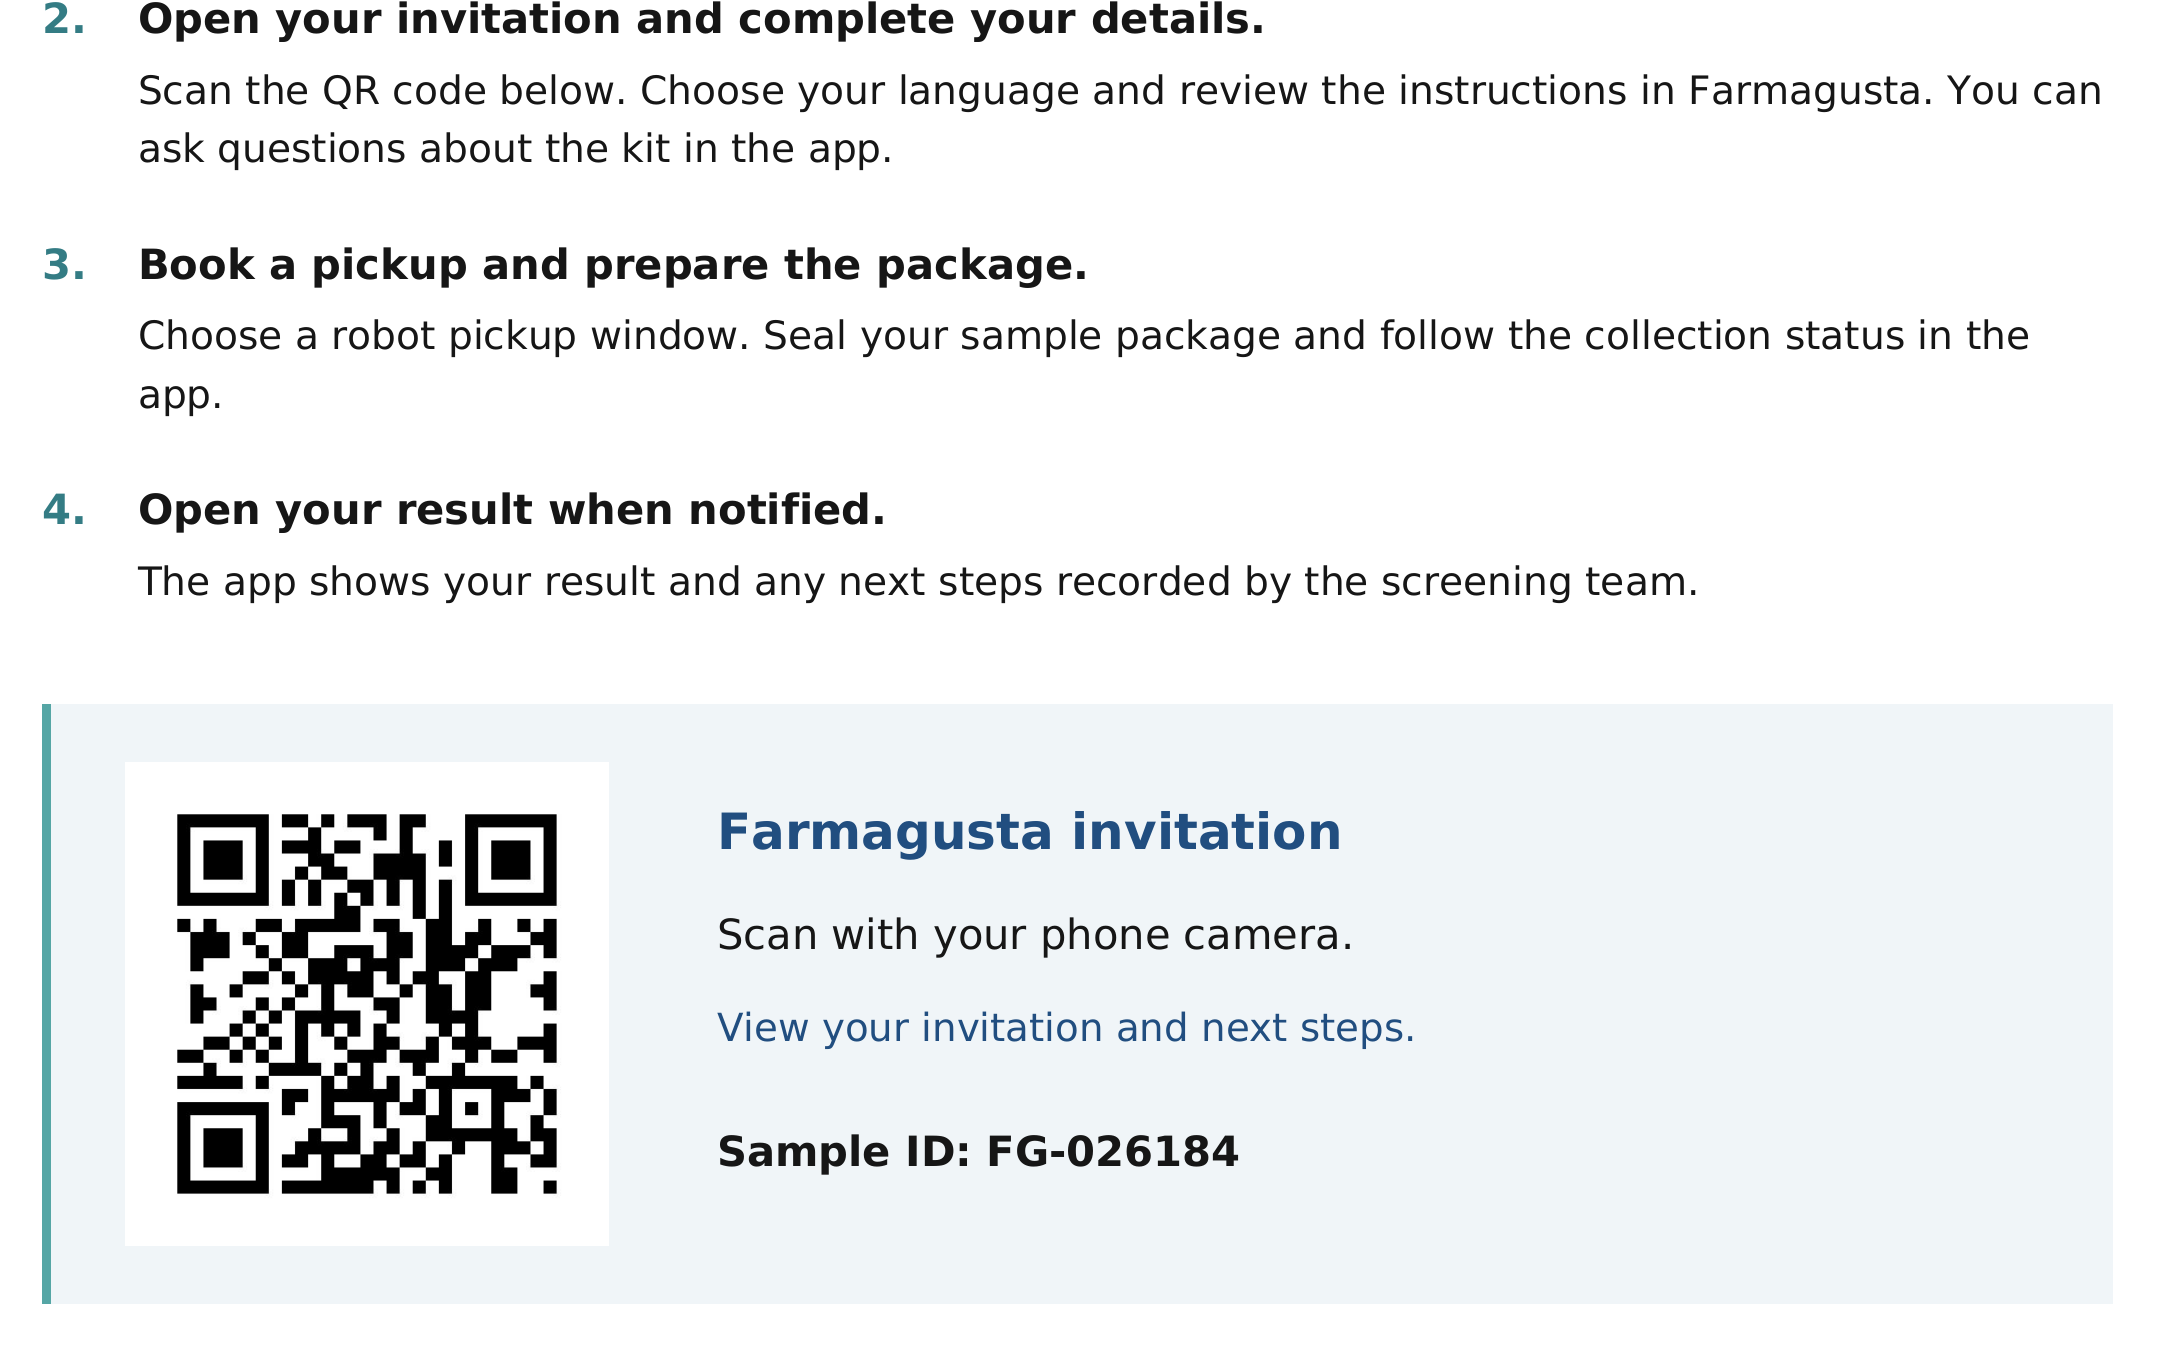 2. Open your invitation and complete your details.
Scan the QR code below. Choose your language and review the instructions in Farmagusta. You can
ask questions about the kit in the app.
3. Book a pickup and prepare the package.
Choose a robot pickup window. Seal your sample package and follow the collection status in the
app.
4. Open your result when notified.
The app shows your result and any next steps recorded by the screening team.
Farmagusta invitation
Scan with your phone camera.
View your invitation and next steps.
Sample ID: FG-026184